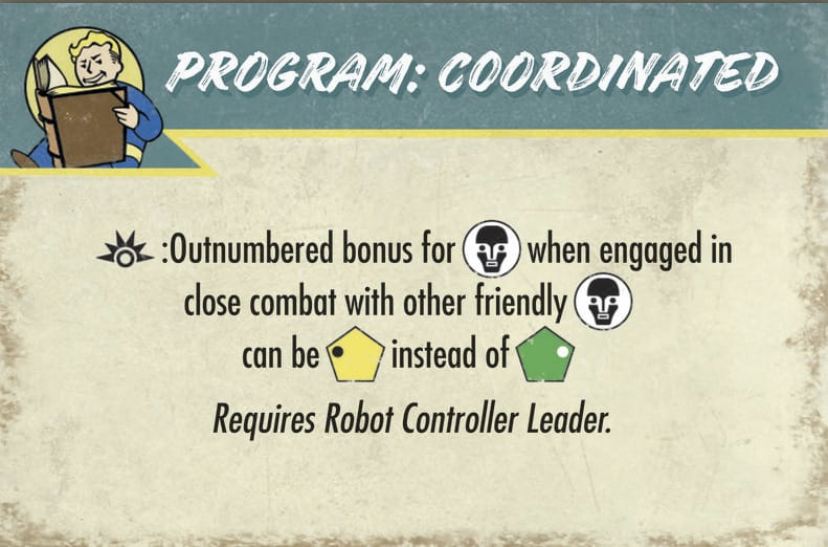 PROGRAM: COORDINATED
:Outnumbered bonus for when engaged in
close combat with other friendly
can be instead of
Requires Robot Controller Leader.